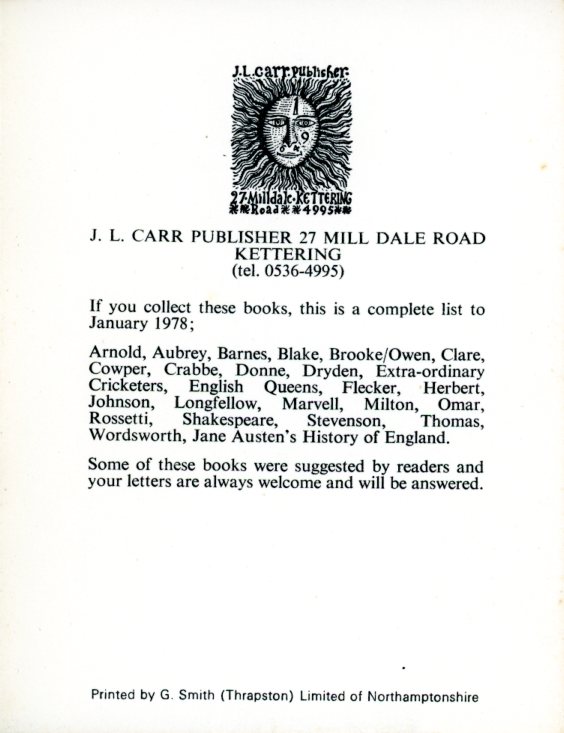 J.L.Carr.Publisher.
27.Milldale.KETTERING
Road 4995
J. L. CARR PUBLISHER 27 MILL DALE ROAD
KETTERING
(tel. 0536-4995)
If you collect these books, this is a complete list to
January 1978;
Arnold, Aubrey, Barnes, Blake, Brooke/Owen, Clare,
Cowper, Crabbe, Donne, Dryden, Extra-ordinary
Cricketers, English Queens, Flecker, Herbert,
Johnson, Longfellow, Marvell, Milton, Omar,
Rossetti, Shakespeare, Stevenson, Thomas,
Wordsworth, Jane Austen's History of England.
Some of these books were suggested by readers and
your letters are always welcome and will be answered.
Printed by G. Smith (Thrapston) Limited of Northamptonshire